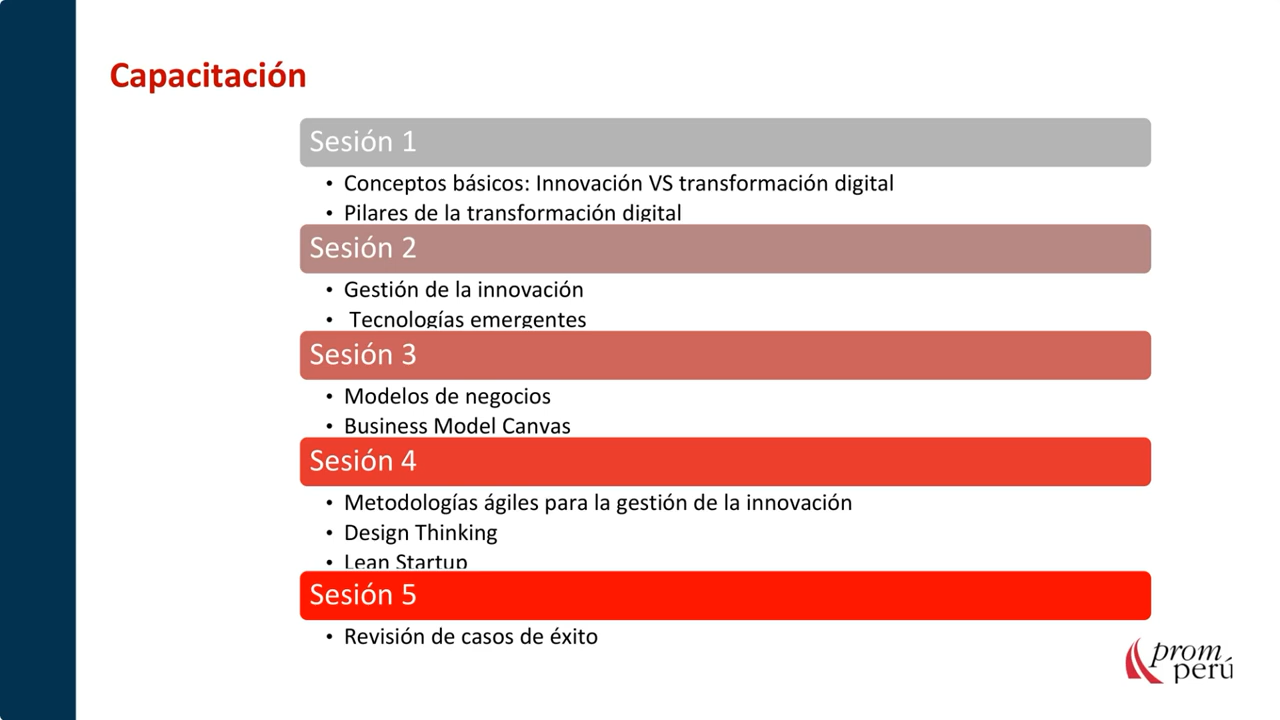 Capacitación
Sesión 1
• Conceptos básicos: Innovación VS transformación digital
• Pilares de la transformación digital
Sesión 2
• Gestión de la innovación
• Tecnologías emergentes
Sesión 3
• Modelos de negocios
• Business Model Canvas
Sesión 4
• Metodologías ágiles para la gestión de la innovación
• Design Thinking
• Lean Startup
Sesión 5
• Revisión de casos de éxito
prom
perú